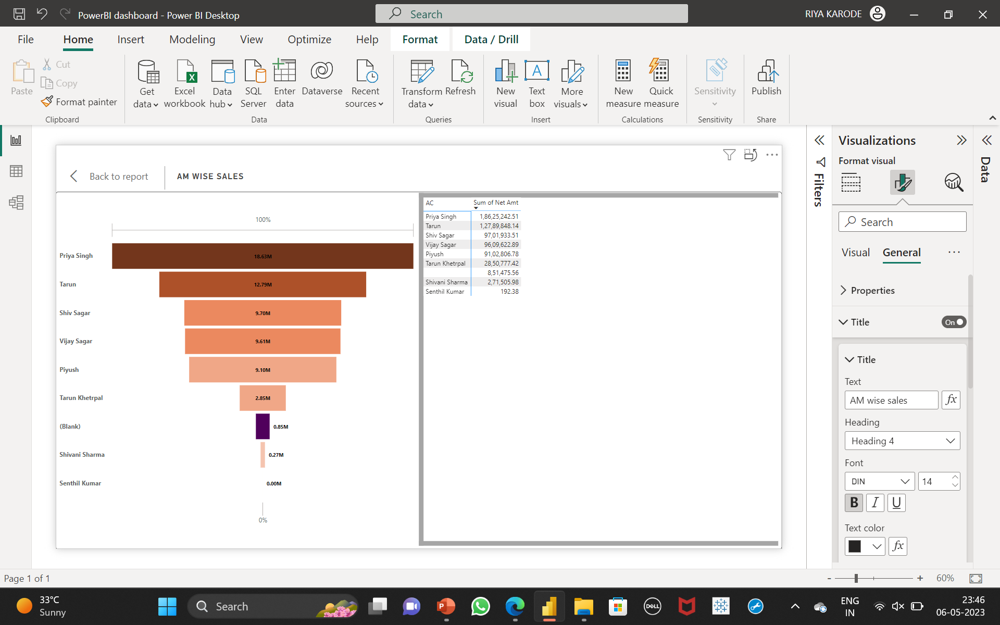 PowerBI dashboard - Power BI Desktop
Search
RIYA KARODE
File Home Insert Modeling View Optimize Help Format Data / Drill
Paste
Cut
Copy
Format painter
Clipboard
Get data
Excel workbook
Data hub
SQL Server
Enter data
Dataverse
Recent sources
Data
Transform data
Refresh
Queries
New visual
Text box
More visuals
Insert
New measure
Quick measure
Calculations
Sensitivity
Sensitivity
Publish
Share
Back to report
AM WISE SALES
100%
Priya Singh 18.63M
Tarun 12.79M
Shiv Sagar 9.70M
Vijay Sagar 9.61M
Piyush 9.10M
Tarun Khetrpal 2.85M
(Blank) 0.85M
Shivani Sharma 0.27M
Senthil Kumar 0.00M
0%
AC Sum of Net Amt
Priya Singh 1,86,25,242.51
Tarun 1,27,89,848.14
Shiv Sagar 97,01,933.51
Vijay Sagar 96,09,622.89
Piyush 91,02,806.78
Tarun Khetrpal 28,50,777.42
8,51,475.56
Shivani Sharma 2,71,505.98
Senthil Kumar 192.38
Filters
Visualizations
Format visual
Search
Visual General ...
Properties
Title On
Title
Text
AM wise sales fx
Heading
Heading 4
Font
DIN 14
B I U
Text color
fx
Data
Page 1 of 1
- + 60%
33°C
Sunny
Search
DELL
ENG
IN
23:46
06-05-2023